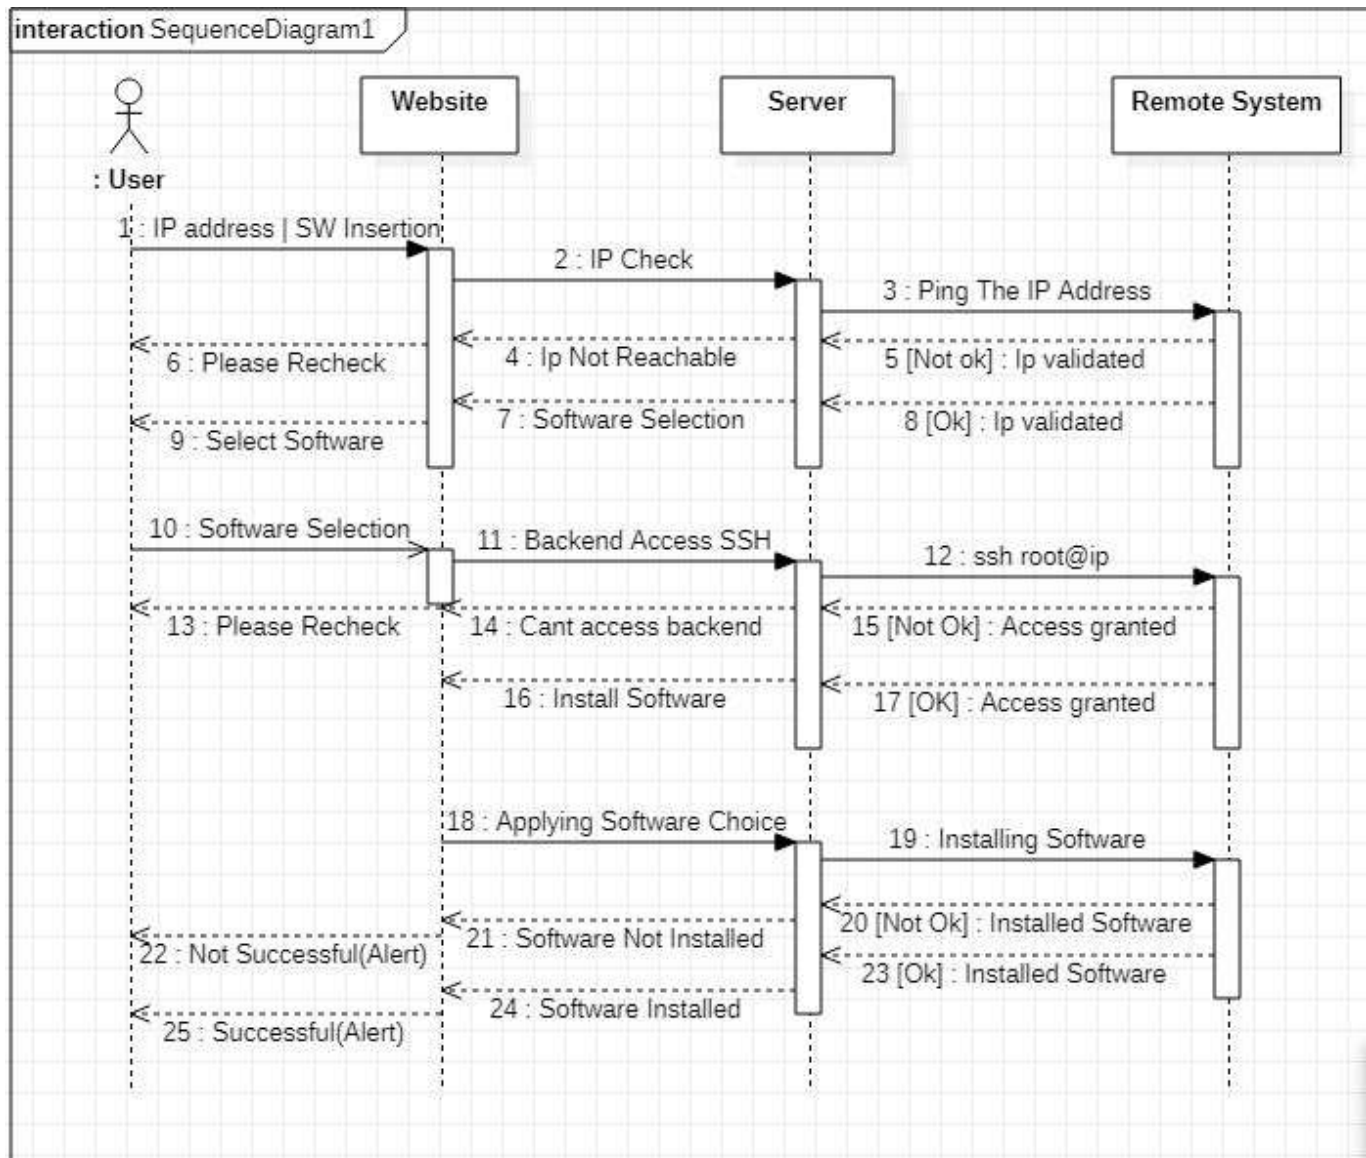 interaction SequenceDiagram1
Website
Server
Remote System
: User
1 : IP address | SW Insertion
2 : IP Check
3 : Ping The IP Address
4 : Ip Not Reachable
5 [Not ok] : Ip validated
6 : Please Recheck
7 : Software Selection
8 [Ok] : Ip validated
9 : Select Software
10 : Software Selection
11 : Backend Access SSH
12 : ssh root@ip
13 : Please Recheck
14 : Cant access backend
15 [Not Ok] : Access granted
16 : Install Software
17 [OK] : Access granted
18 : Applying Software Choice
19 : Installing Software
20 [Not Ok] : Installed Software
21 : Software Not Installed
22 : Not Successful(Alert)
23 [Ok] : Installed Software
24 : Software Installed
25 : Successful(Alert)